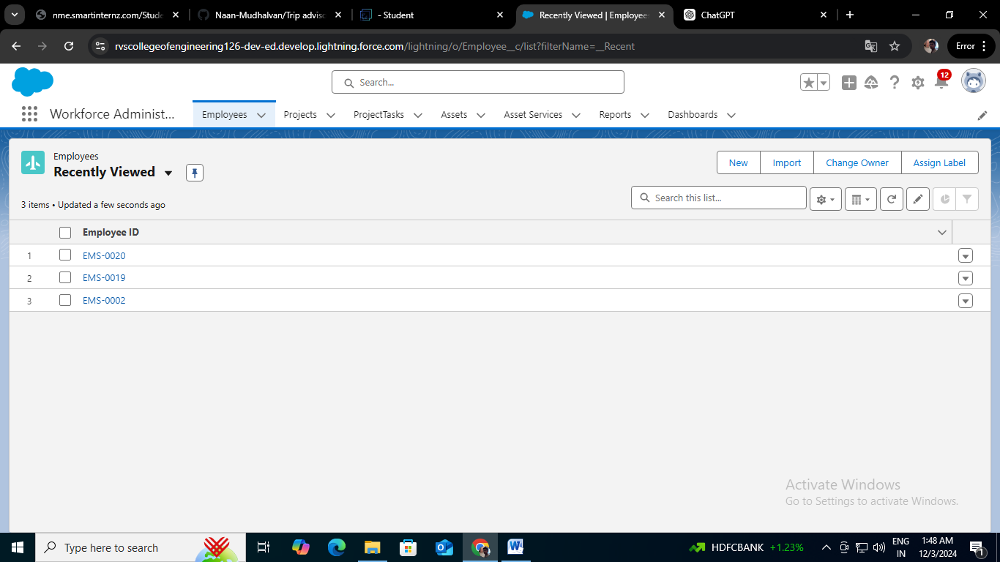 nme.smartinternz.com/Stude
Naan-Mudhalvan/Trip adviso
- Student
Recently Viewed | Employees
ChatGPT
rvscollegeofengineering126-dev-ed.develop.lightning.force.com/lightning/o/Employee__c/list?filterName=__Recent
Error
Search...
12
Workforce Administ...
Employees
Projects
ProjectTasks
Assets
Asset Services
Reports
Dashboards
Employees
Recently Viewed
New
Import
Change Owner
Assign Label
3 items • Updated a few seconds ago
Search this list...
Employee ID
1 EMS-0020
2 EMS-0019
3 EMS-0002
Activate Windows
Go to Settings to activate Windows.
Type here to search
HDFCBANK +1.23%
ENG
IN
1:48 AM
12/3/2024
1